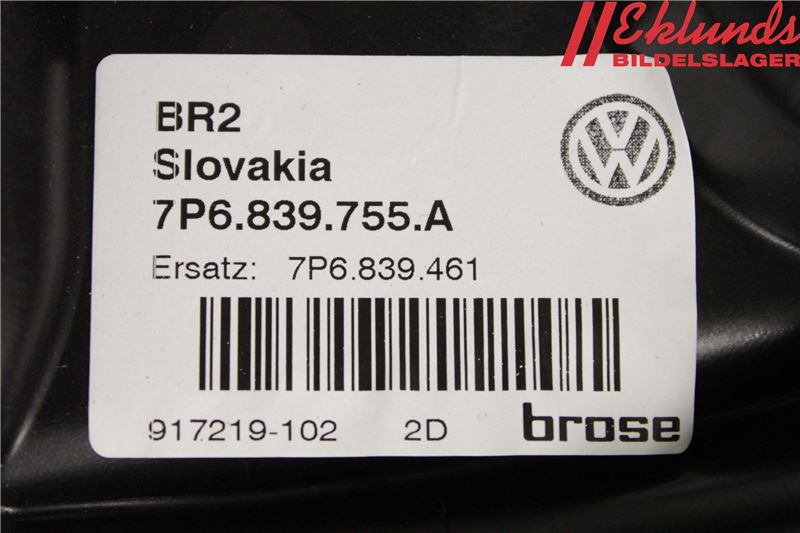 Eklunds
BILDELSLAGER
BR2
Slovakia
7P6.839.755.A
Ersatz: 7P6.839.461
917219-102 2D brose